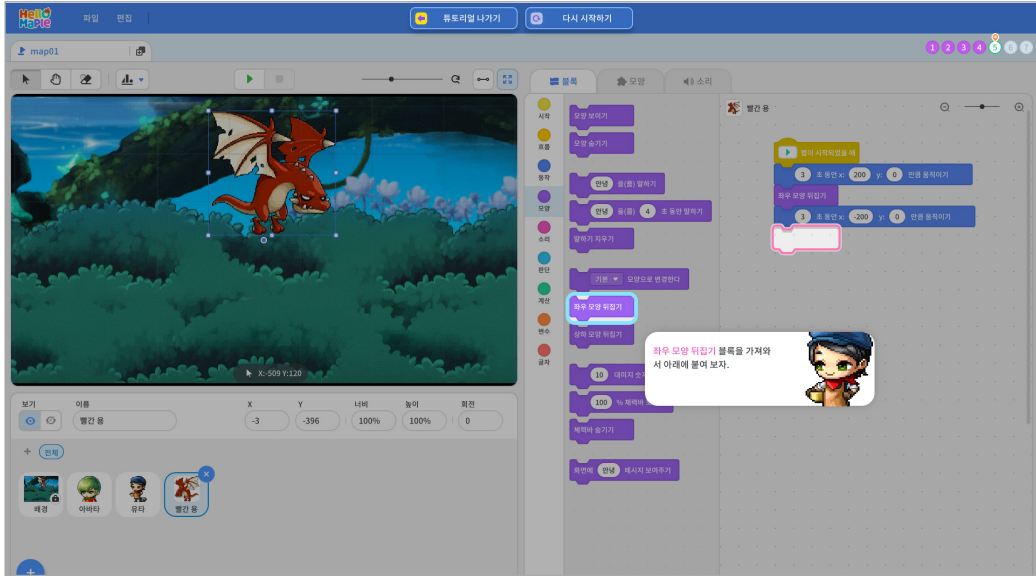 Hello Maple
파일 편집
튜토리얼 나가기
다시 시작하기
map01
1 2 3 4 5 6 7
블록 모양 소리
시작
흐름
동작
모양
소리
판단
계산
변수
글자
모양 보이기
모양 숨기기
안녕 을(를) 말하기
안녕 을(를) 4 초 동안 말하기
말하기 지우기
기본 모양으로 변경한다
좌우 모양 뒤집기
상하 모양 뒤집기
10 데미지 숫
100 % 체력바
체력바 숨기기
화면에 안녕 메시지 보여주기
빨간 용
맵이 시작되었을 때
3 초 동안 x: 200 y: 0 만큼 움직이기
좌우 모양 뒤집기
3 초 동안 x: -200 y: 0 만큼 움직이기
좌우 모양 뒤집기 블록을 가져와
서 아래에 붙여 보자.
X:-509 Y:120
보기 이름 X Y 너비 높이 회전
빨간 용 -3 -396 100% 100% 0
전체
배경 아바타 유타 빨간 용